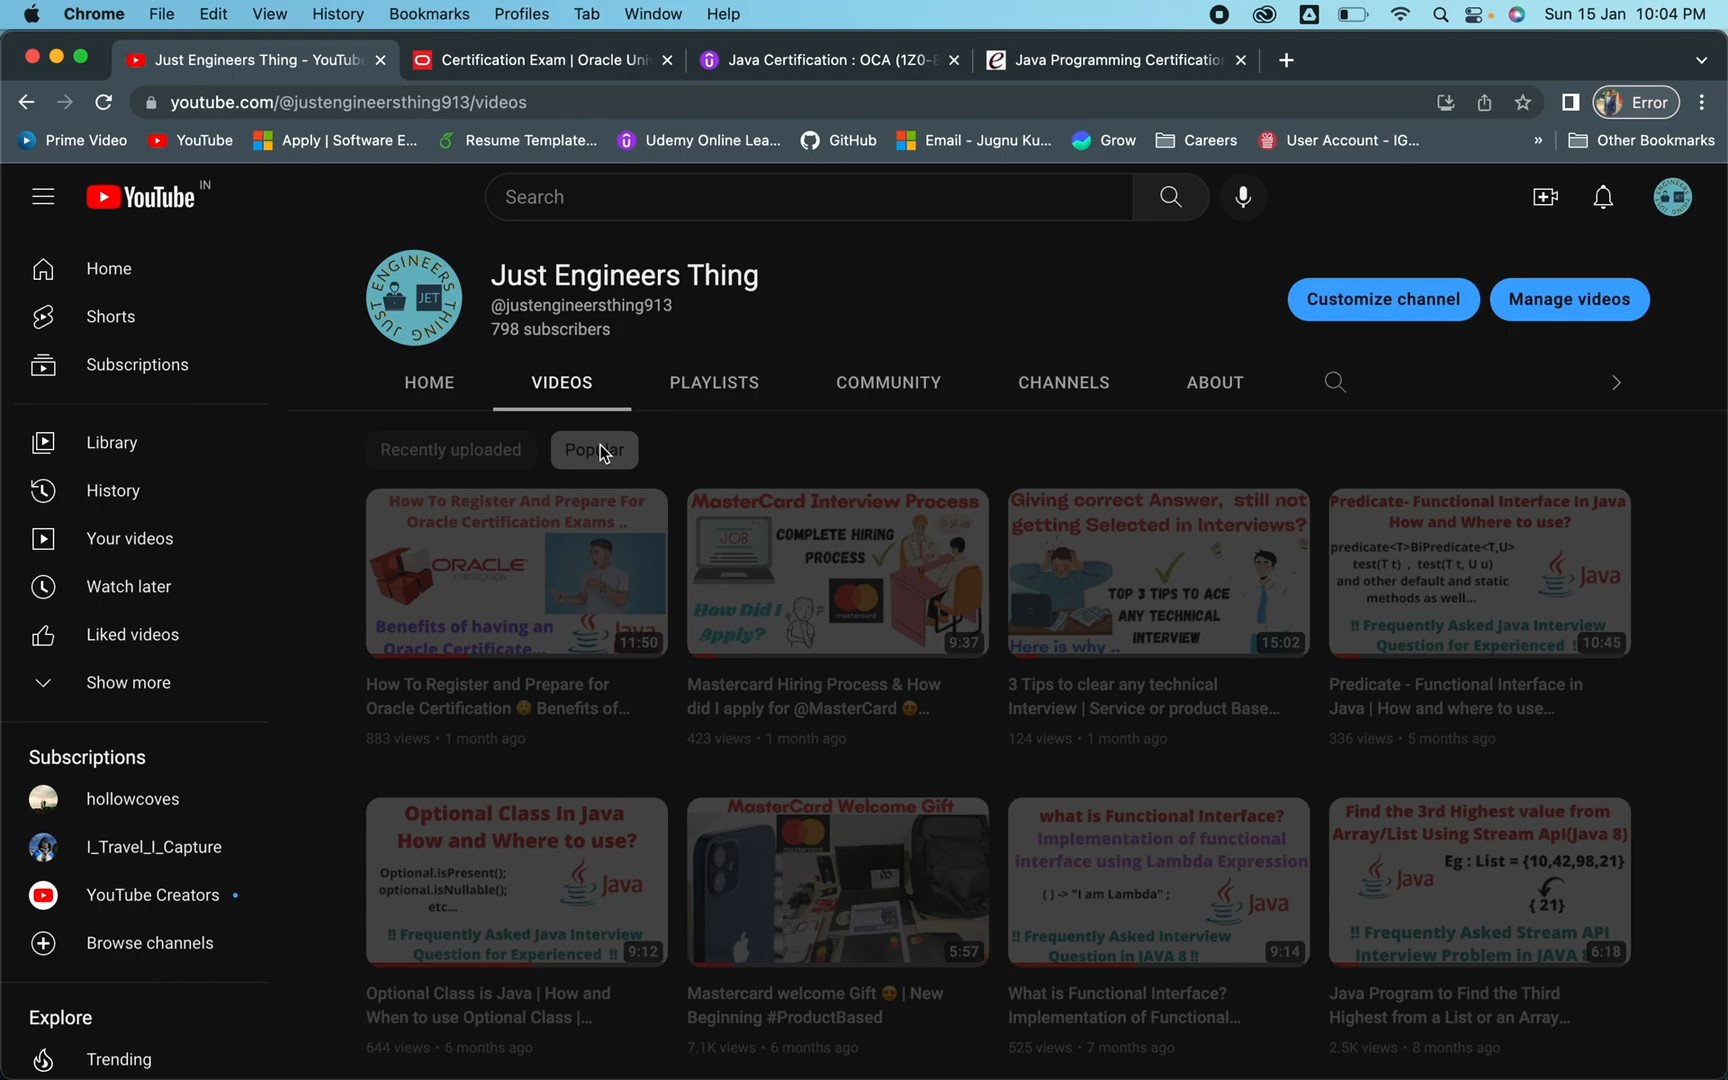 Chrome File Edit View History Bookmarks Profiles Tab Window Help Sun 15 Jan 10:04 PM
Just Engineers Thing - YouTub Certification Exam | Oracle Uni Java Certification : OCA (1Z0-8 Java Programming Certification
youtube.com/@justengineersthing913/videos Error
Prime Video YouTube Apply | Software E... Resume Template... Udemy Online Lea... GitHub Email - Jugnu Ku... Grow Careers User Account - IG... » Other Bookmarks
YouTube IN Search
Home
Shorts
Subscriptions
Library
History
Your videos
Watch later
Liked videos
Show more
Subscriptions
hollowcoves
I_Travel_I_Capture
YouTube Creators
Browse channels
Explore
Trending
JUST ENGINEERS THING
JET
Just Engineers Thing
@justengineersthing913
798 subscribers
Customize channel Manage videos
HOME VIDEOS PLAYLISTS COMMUNITY CHANNELS ABOUT
Recently uploaded Popular
How To Register And Prepare For
Oracle Certification Exams ..
ORACLE
CERTIFICATION
Benefits of having an
Oracle Certificate...
Java
11:50
How To Register and Prepare for
Oracle Certification 🤨 Benefits of...
883 views • 1 month ago
MasterCard Interview Process
JOB
COMPLETE HIRING
PROCESS
How Did I
Apply?
mastercard
9:37
Mastercard Hiring Process & How
did I apply for @MasterCard 🤩...
423 views • 1 month ago
Giving correct Answer, still not
getting Selected in Interviews?
TOP 3 TIPS TO ACE
ANY TECHNICAL
INTERVIEW
Here is why ..
15:02
3 Tips to clear any technical
Interview | Service or product Base...
124 views • 1 month ago
Predicate- Functional Interface In Java
How and Where to use?
predicate<T>BiPredicate<T,U>
test(T t) , test(T t, U u)
and other default and static
methods as well...
Java
!! Frequently Asked Java Interview
Question for Experienced !!
10:45
Predicate - Functional Interface in
Java | How and where to use...
336 views • 5 months ago
Optional Class In Java
How and Where to use?
Optional.isPresent();
optional.isNullable();
etc...
Java
!! Frequently Asked Java Interview
Question for Experienced !!
9:12
Optional Class is Java | How and
When to use Optional Class |...
644 views • 6 months ago
MasterCard Welcome Gift
mastercard
5:57
Mastercard welcome Gift 🤩 | New
Beginning #ProductBased
7.1K views • 6 months ago
what is Functional Interface?
Implementation of functional
interface using Lambda Expression
( ) -> "I am Lambda" ;
Java
!! Frequently Asked Interview
Question in JAVA 8 !!
9:14
What is Functional Interface?
Implementation of Functional...
525 views • 7 months ago
Find the 3rd Highest value from
Array/List Using Stream ApI(Java 8)
Eg : List = {10,42,98,21}
Java
{ 21}
!! Frequently Asked Stream API
Interview Problem in JAVA
6:18
Java Program to Find the Third
Highest from a List or an Array...
2.5K views • 8 months ago